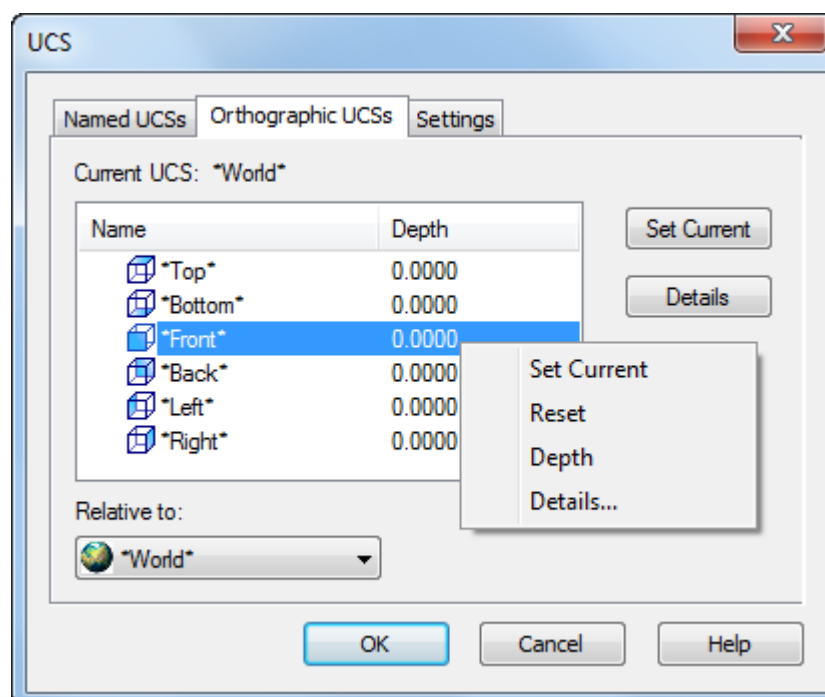 UCS
Named UCSs Orthographic UCSs Settings
Current UCS: *World*
Name Depth
*Top* 0.0000
*Bottom* 0.0000
*Front* 0.0000
*Back* 0.0000
*Left* 0.0000
*Right* 0.0000
Set Current
Details
Set Current
Reset
Depth
Details...
Relative to:
*World*
OK Cancel Help